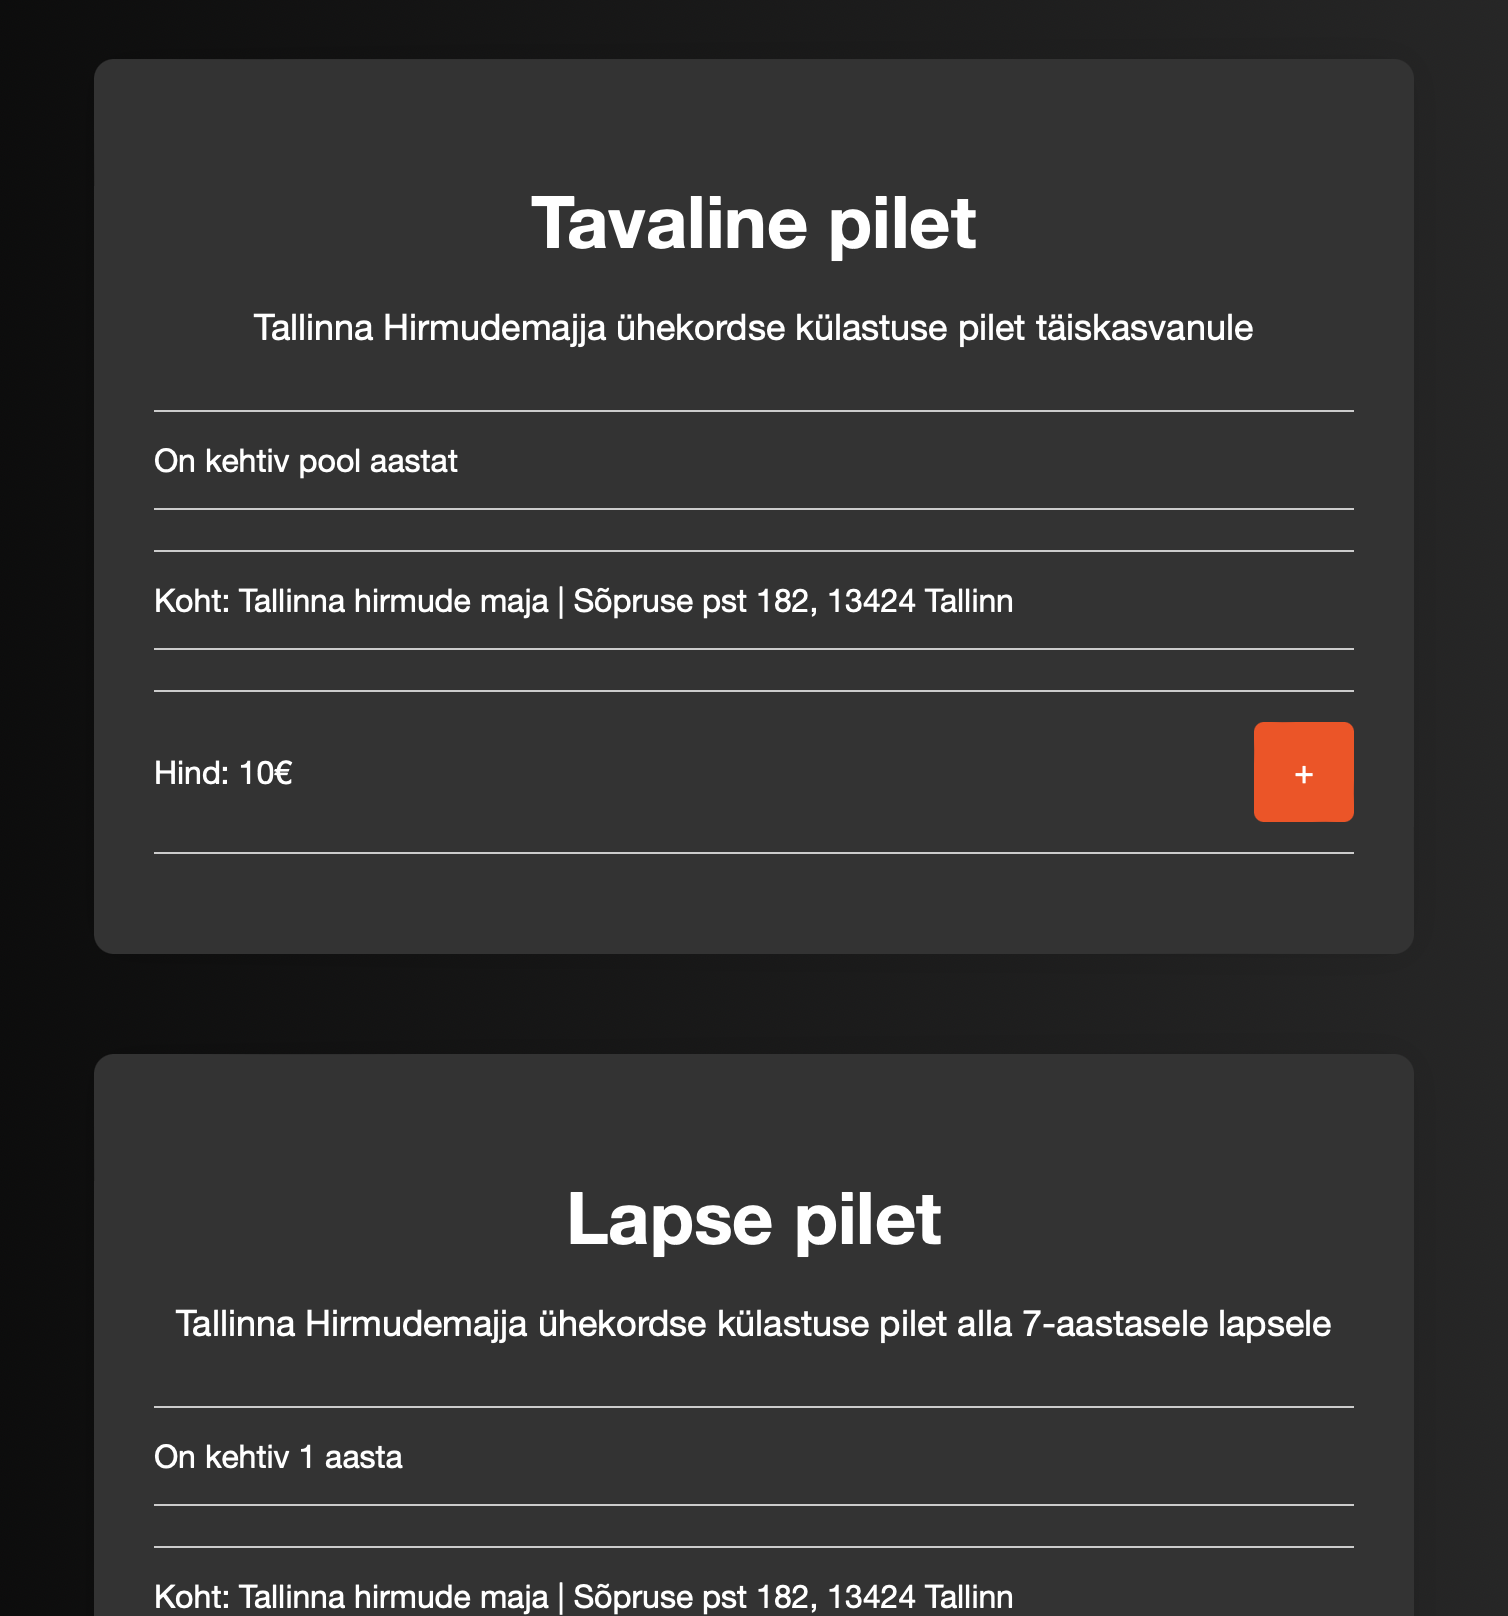 Tavaline pilet
Tallinna Hirmudemajja ühekordse külastuse pilet täiskasvanule
On kehtiv pool aastat
Koht: Tallinna hirmude maja | Sõpruse pst 182, 13424 Tallinn
Hind: 10€
+
Lapse pilet
Tallinna Hirmudemajja ühekordse külastuse pilet alla 7-aastasele lapsele
On kehtiv 1 aasta
Koht: Tallinna hirmude maja | Sõpruse pst 182, 13424 Tallinn